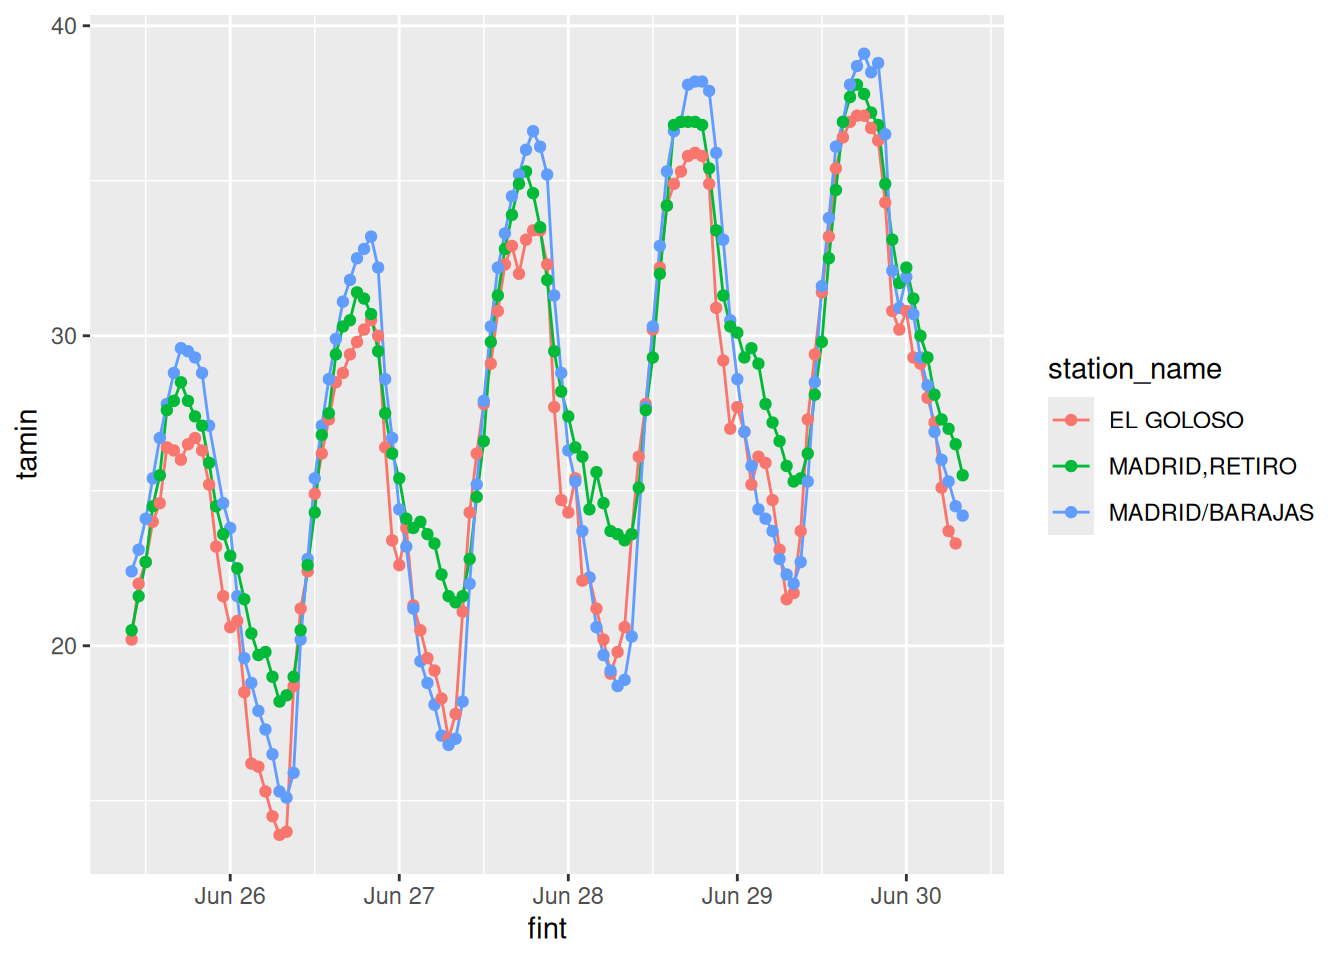 40
30
20
tamin
Jun 26
Jun 27
Jun 28
Jun 29
Jun 30
fint
station_name
EL GOLOSO
MADRID,RETIRO
MADRID/BARAJAS